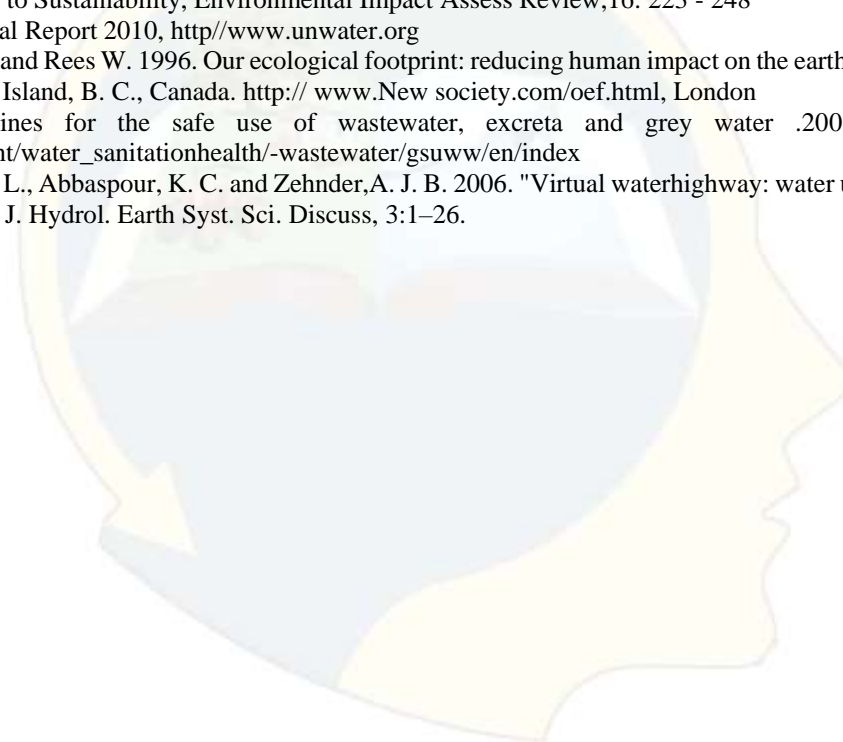 to Sustainability, Environmental Impact Assess Review,16: 223 - 248
al Report 2010, http//www.unwater.org
and Rees W. 1996. Our ecological footprint: reducing human impact on the earth
Island, B. C., Canada. http:// www.New society.com/oef.html, London
ines for the safe use of wastewater, excreta and grey water .200
nt/water_sanitationhealth/-wastewater/gsuww/en/index
L., Abbaspour, K. C. and Zehnder,A. J. B. 2006. "Virtual waterhighway: water u
J. Hydrol. Earth Syst. Sci. Discuss, 3:1–26.